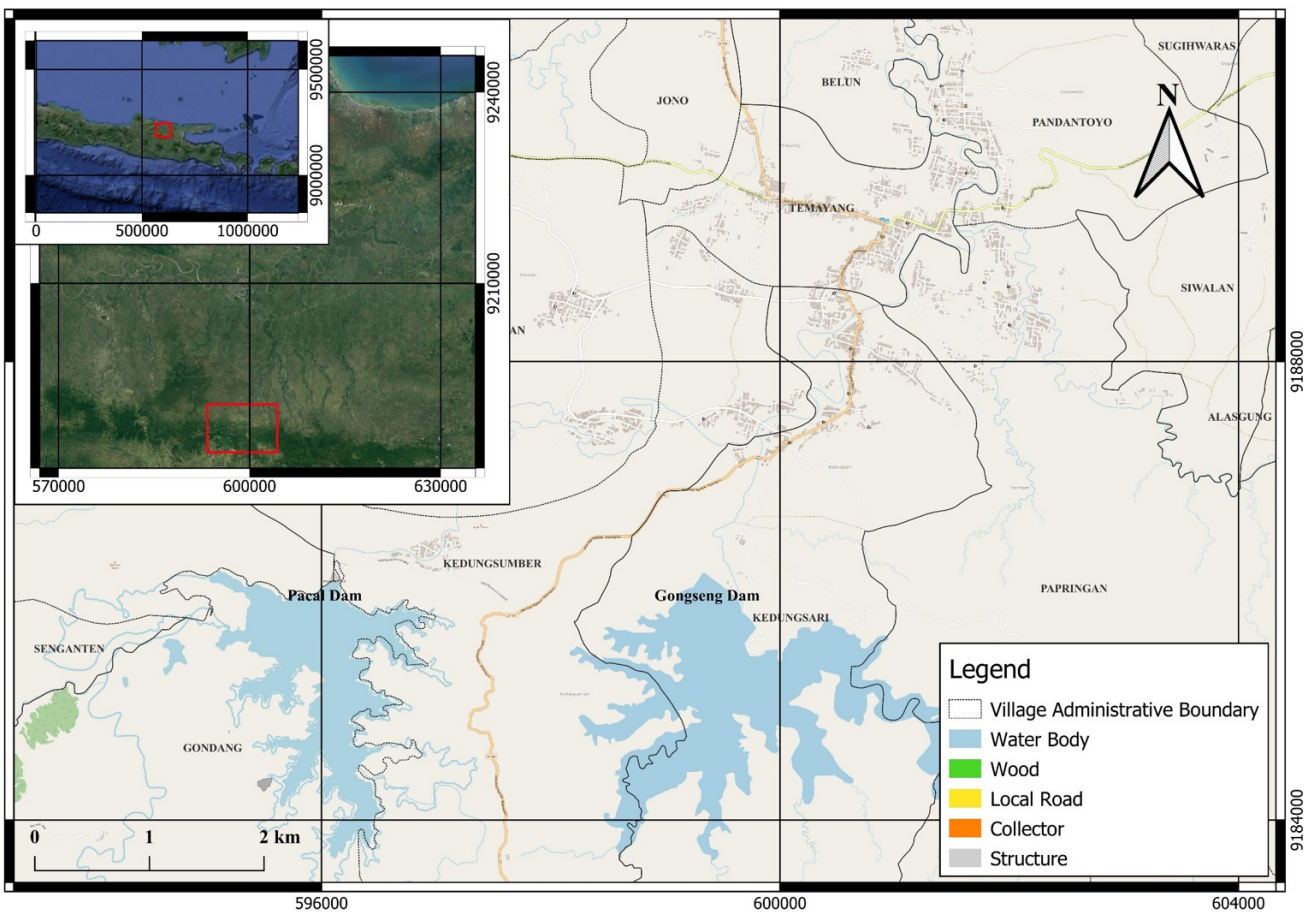 9500000
9000000
0
500000
1000000
9240000
9210000
570000
600000
630000
SUGIHWARAS
BELUN
JONO
N
PANDANTOYO
TEMAYANG
SIWALAN
AN
9188000
ALASGUNG
KEDUNGSUMBER
Pacal Dam
Gongseng Dam
PAPRINGAN
KEDUNGSARI
SENGANTEN
GONDANG
Legend
Village Administrative Boundary
Water Body
Wood
Local Road
Collector
Structure
0
1
2 km
9184000
596000
600000
604000